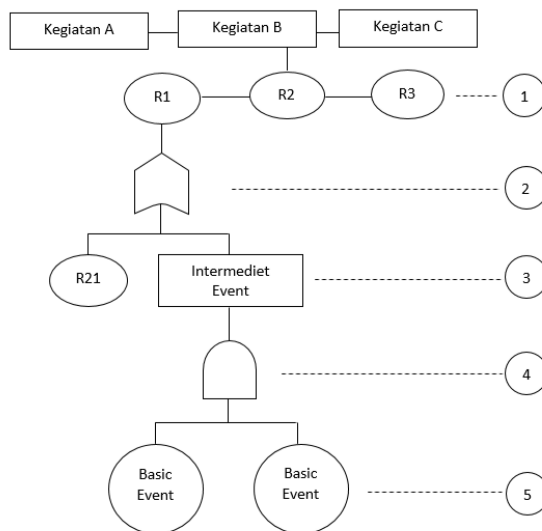 Kegiatan A
Kegiatan B
Kegiatan C
R1
R2
R3
1
2
R21
Intermediet
Event
3
4
Basic
Event
Basic
Event
5